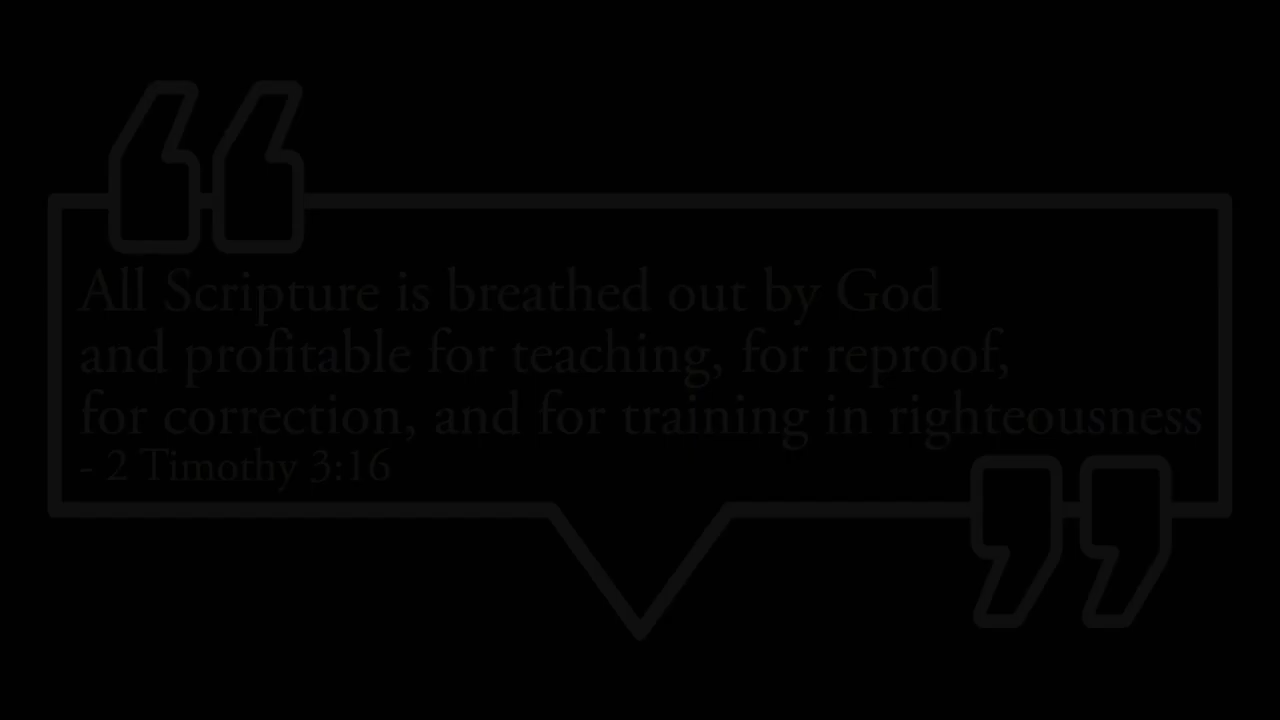 All Scripture is breathed out by God
and profitable for teaching, for reproof,
for correction, and for training in righteousness
- 2 Timothy 3:16